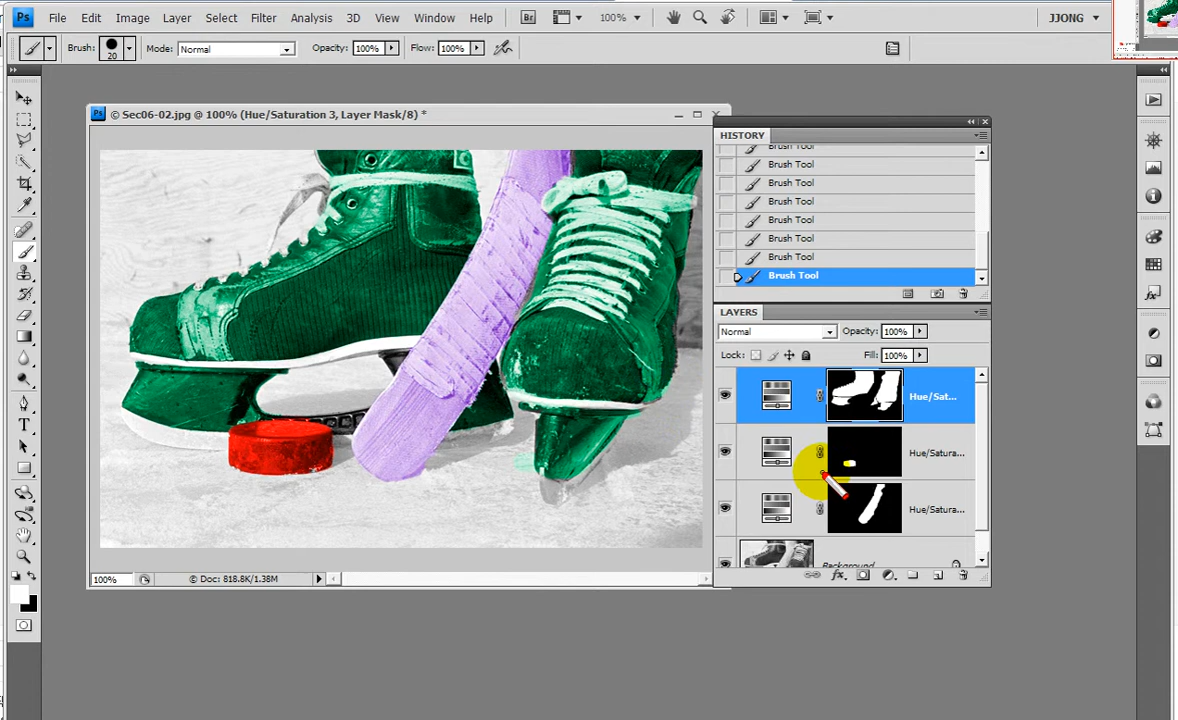 Ps File Edit Image Layer Select Filter Analysis 3D View Window Help Br 100% JJONG
Brush: 20 Mode: Normal Opacity: 100% Flow: 100%
Ps © Sec06-02.jpg @ 100% (Hue/Saturation 3, Layer Mask/8) *
HISTORY
Brush Tool
Brush Tool
Brush Tool
Brush Tool
Brush Tool
Brush Tool
Brush Tool
Brush Tool
LAYERS
Normal Opacity: 100%
Lock: Fill: 100%
Hue/Sat...
Hue/Satura...
Hue/Satura...
Background
100% © Doc: 818.8K/1.38M
T
fx